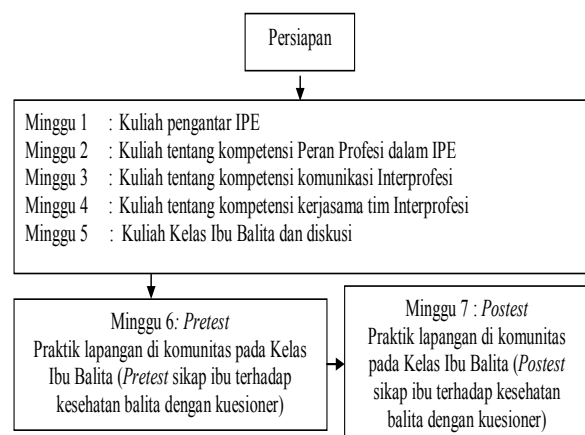 Persiapan
Minggu 1 : Kuliah pengantar IPE
Minggu 2 : Kuliah tentang kompetensi Peran Profesi dalam IPE
Minggu 3 : Kuliah tentang kompetensi komunikasi Interprofesi
Minggu 4 : Kuliah tentang kompetensi kerjasama tim Interprofesi
Minggu 5 : Kuliah Kelas Ibu Balita dan diskusi
Minggu 6: Pretest
Praktik lapangan di komunitas pada Kelas
Ibu Balita (Pretest sikap ibu terhadap
kesehatan balita dengan kuesioner)
Minggu 7 : Postest
Praktik lapangan di komunitas
pada Kelas Ibu Balita (Postest
sikap ibu terhadap kesehatan
balita dengan kuesioner)